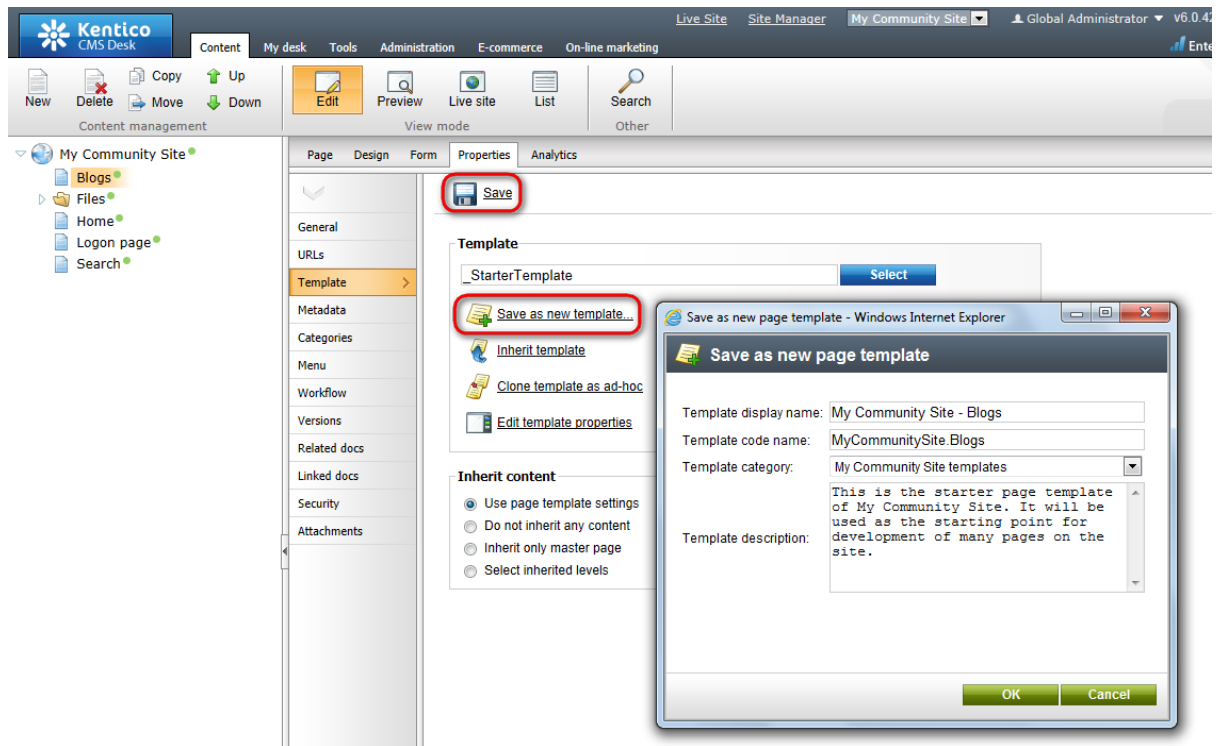 Live Site Site Manager My Community Site Global Administrator v6.0.42
Kentico
CMS Desk
Content My desk Tools Administration E-commerce On-line marketing
New Delete Copy Move Up Down
Content management
Edit Preview Live site List
View mode
Search
Other
My Community Site
Blogs
Files
Home
Logon page
Search
Page Design Form Properties Analytics
Save
General
URLs
Template
Metadata
Categories
Menu
Workflow
Versions
Related docs
Linked docs
Security
Attachments
Template
_StarterTemplate Select
Save as new template...
Inherit template
Clone template as ad-hoc
Edit template properties
Inherit content
Use page template settings
Do not inherit any content
Inherit only master page
Select inherited levels
Save as new page template - Windows Internet Explorer
Save as new page template
Template display name: My Community Site - Blogs
Template code name: MyCommunitySite.Blogs
Template category: My Community Site templates
Template description:
This is the starter page template
of My Community Site. It will be
used as the starting point for
development of many pages on the
site.
OK Cancel